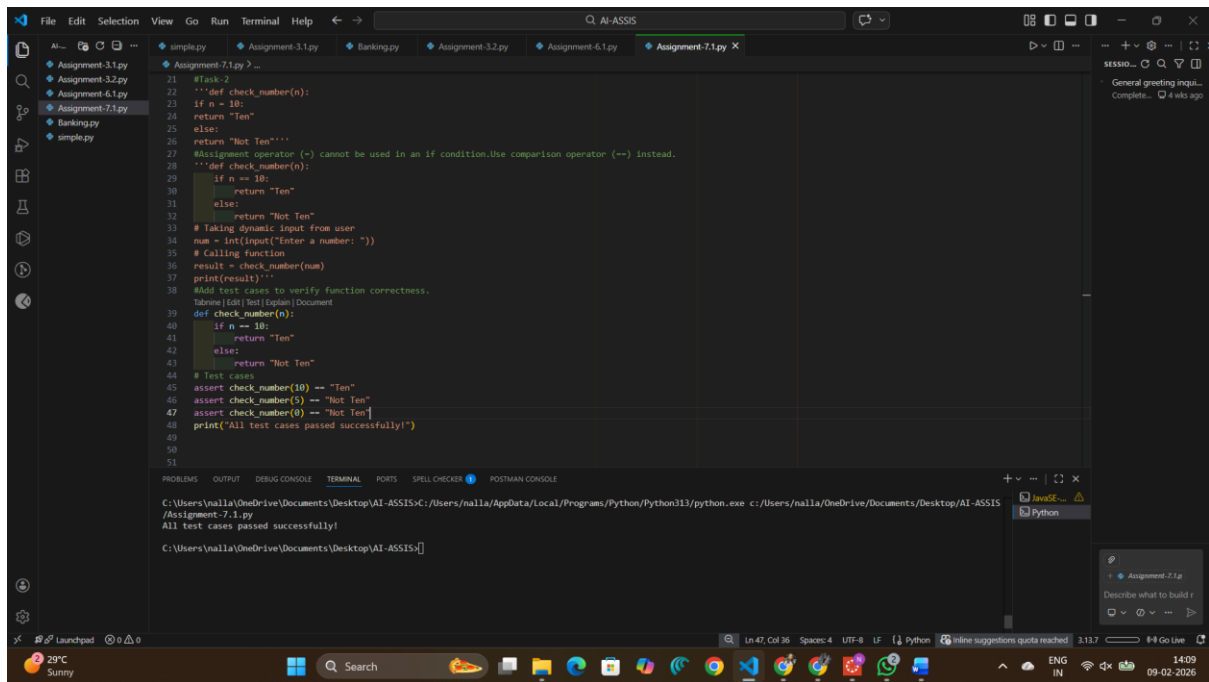 File Edit Selection View Go Run Terminal Help
AI-ASSIS
AI-...
Assignment-3.1.py
Assignment-3.2.py
Assignment-6.1.py
Assignment-7.1.py
Banking.py
simple.py
simple.py Assignment-3.1.py Banking.py Assignment-3.2.py Assignment-6.1.py Assignment-7.1.py
Assignment-7.1.py > ...
21 #Task-2
22 '''def check_number(n):
23 if n = 10:
24 return "Ten"
25 else:
26 return "Not Ten"'''
27 #Assignment operator (=) cannot be used in an if condition.Use comparison operator (==) instead.
28 '''def check_number(n):
29 if n == 10:
30 return "Ten"
31 else:
32 return "Not Ten"
33 # Taking dynamic input from user
34 num = int(input("Enter a number: "))
35 # Calling function
36 result = check_number(num)
37 print(result)'''
38 #Add test cases to verify function correctness.
Tabnine | Edit | Test | Explain | Document
39 def check_number(n):
40 if n == 10:
41 return "Ten"
42 else:
43 return "Not Ten"
44 # Test cases
45 assert check_number(10) == "Ten"
46 assert check_number(5) == "Not Ten"
47 assert check_number(0) == "Not Ten"
48 print("All test cases passed successfully!")
49
50
51
PROBLEMS OUTPUT DEBUG CONSOLE TERMINAL PORTS SPELL CHECKER 1 POSTMAN CONSOLE
C:\Users\nalla\OneDrive\Documents\Desktop\AI-ASSIS>C:/Users/nalla/AppData/Local/Programs/Python/Python313/python.exe c:/Users/nalla/OneDrive/Documents/Desktop/AI-ASSIS
/Assignment-7.1.py
All test cases passed successfully!
C:\Users\nalla\OneDrive\Documents\Desktop\AI-ASSIS>
JavaSE-...
Python
SESSIO...
General greeting inqui...
Complete... 4 wks ago
Assignment-7.1.p
Describe what to build r
Launchpad 0 0 Ln 47, Col 36 Spaces: 4 UTF-8 LF Python Inline suggestions quota reached 3.13.7 Go Live
2
29°C
Sunny
Search
ENG
IN
14:09
09-02-2026